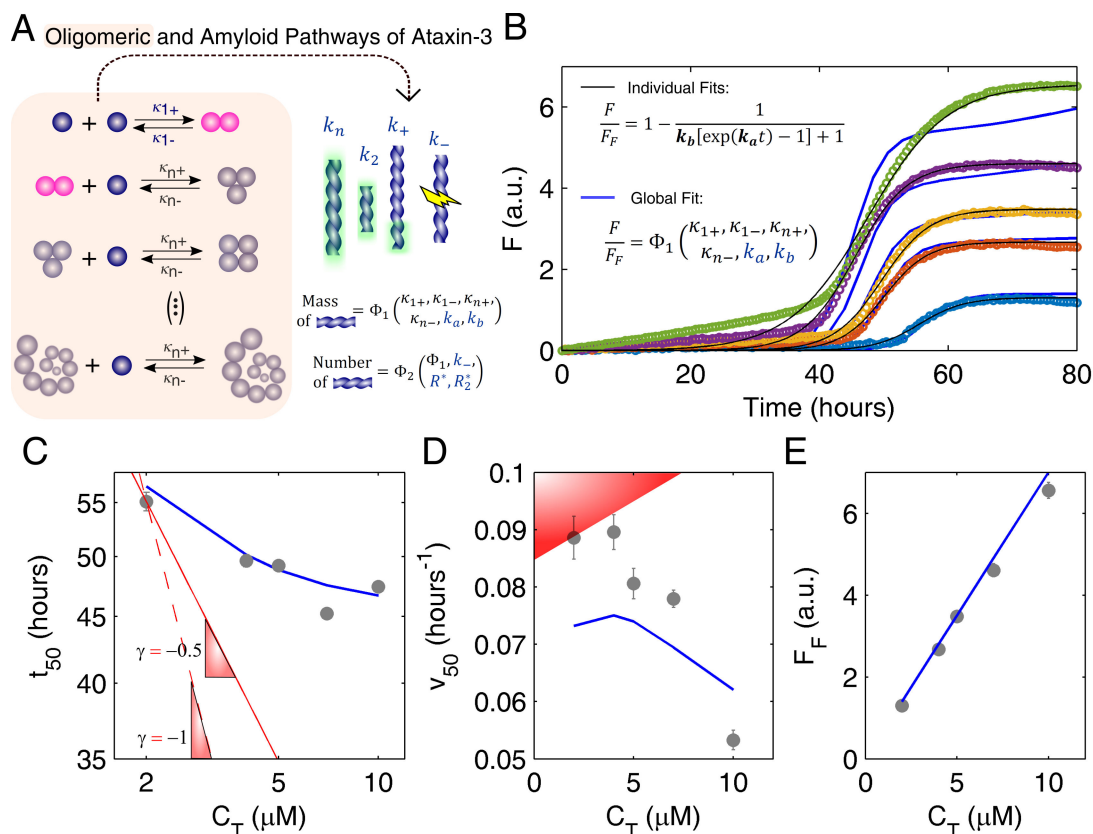 A
Oligomeric and Amyloid Pathways of Ataxin-3
+
κ1+
κ1-
+
κn+
κn-
+
κn+
κn-
(:)
+
κn+
κn-
kn
k2
k+
k−
Mass of = Φ1 (κ1+, κ1-, κn+, κn-, ka, kb)
Number of = Φ2 (Φ1, k−, R*, R2*)
B
F (a.u.)
6
4
2
0
0
20
40
60
80
Time (hours)
Individual Fits:
F/FF = 1 − 1/(kb[exp(kat) − 1] + 1)
Global Fit:
F/FF = Φ1 (κ1+, κ1−, κn+, κn−, ka, kb)
C
t50 (hours)
55
50
45
40
35
γ = −0.5
γ = −1
2
5
10
CT (μM)
D
v50 (hours-1)
0.1
0.09
0.08
0.07
0.06
0.05
0
5
10
CT (μM)
E
FF (a.u.)
6
4
2
0
0
5
10
CT (μM)